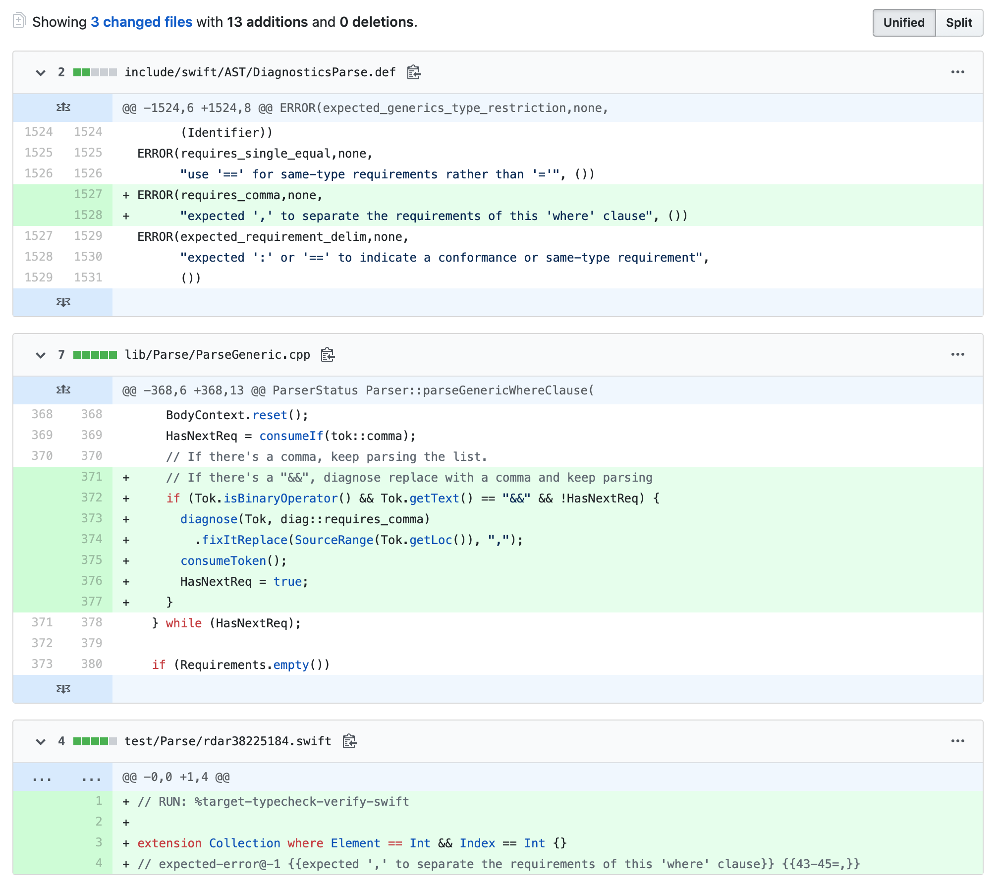 Showing 3 changed files with 13 additions and 0 deletions.
Unified Split
2 include/swift/AST/DiagnosticsParse.def
@@ -1524,6 +1524,8 @@ ERROR(expected_generics_type_restriction,none,
1524 1524 (Identifier))
1525 1525 ERROR(requires_single_equal,none,
1526 1526 "use '==' for same-type requirements rather than '='", ())
1527 + ERROR(requires_comma,none,
1528 + "expected ',' to separate the requirements of this 'where' clause", ())
1527 1529 ERROR(expected_requirement_delim,none,
1528 1530 "expected ':' or '==' to indicate a conformance or same-type requirement",
1529 1531 ())
7 lib/Parse/ParseGeneric.cpp
@@ -368,6 +368,13 @@ ParserStatus Parser::parseGenericWhereClause(
368 368 BodyContext.reset();
369 369 HasNextReq = consumeIf(tok::comma);
370 370 // If there's a comma, keep parsing the list.
371 + // If there's a "&&", diagnose replace with a comma and keep parsing
372 + if (Tok.isBinaryOperator() && Tok.getText() == "&&" && !HasNextReq) {
373 + diagnose(Tok, diag::requires_comma)
374 + .fixItReplace(SourceRange(Tok.getLoc()), ",");
375 + consumeToken();
376 + HasNextReq = true;
377 + }
371 378 } while (HasNextReq);
372 379
373 380 if (Requirements.empty())
4 test/Parse/rdar38225184.swift
... ... @@ -0,0 +1,4 @@
1 + // RUN: %target-typecheck-verify-swift
2 +
3 + extension Collection where Element == Int && Index == Int {}
4 + // expected-error@-1 {{expected ',' to separate the requirements of this 'where' clause}} {{43-45=,}}